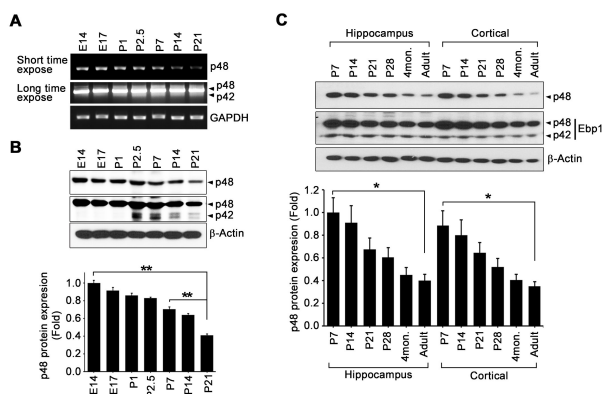 A
E14 E17 P1 P2.5 P7 P14 P21
Short time
expose
p48
Long time
expose
p48
p42
GAPDH
B
E14 E17 P1 P2.5 P7 P14 P21
p48
p48
p42
β-Actin
p48 protein expresion
(Fold)
**
**
1.0
0.8
0.6
0.4
0.2
0.0
E14 E17 P1 P2.5 P7 P14 P21
C
Hippocampus Cortical
P7 P14 P21 P28 4mon. Adult P7 P14 P21 P28 4mon. Adult
p48
p48
p42
Ebp1
β-Actin
p48 protein expression (Fold)
* *
1.2
1.0
0.8
0.6
0.4
0.2
0.0
P7 P14 P21 P28 4mon. Adult P7 P14 P21 P28 4mon. Adult
Hippocampus Cortical